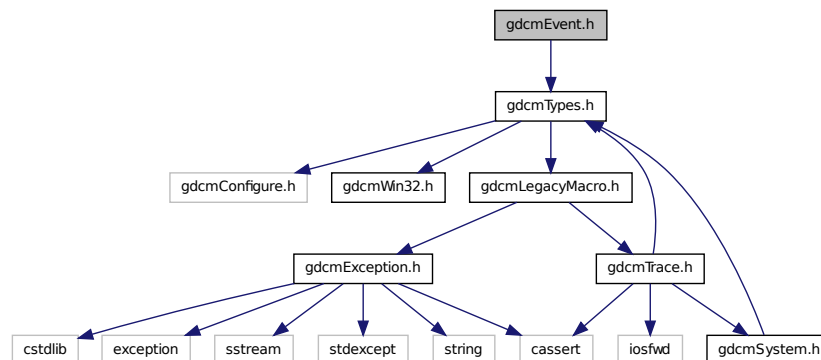 gdcmEvent.h
gdcmTypes.h
gdcmConfigure.h
gdcmWin32.h
gdcmLegacyMacro.h
gdcmException.h
gdcmTrace.h
cstdlib
exception
sstream
stdexcept
string
cassert
iosfwd
gdcmSystem.h